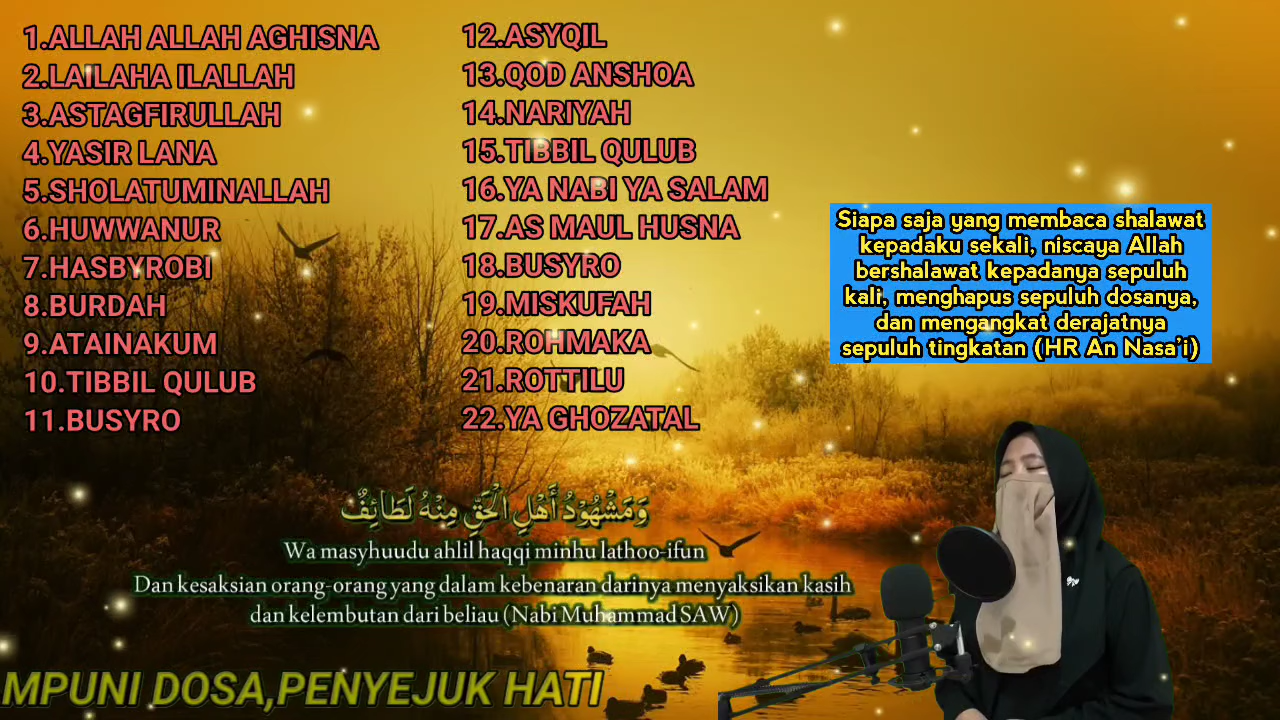 1.ALLAH ALLAH AGHISNA
2.LAILAHA ILALLAH
3.ASTAGFIRULLAH
4.YASIR LANA
5.SHOLATUMINALLAH
6.HUWWANUR
7.HASBYROBI
8.BURDAH
9.ATAINAKUM
10.TIBBIL QULUB
11.BUSYRO
12.ASYQIL
13.QOD ANSHOA
14.NARIYAH
15.TIBBIL QULUB
16.YA NABI YA SALAM
17.AS MAUL HUSNA
18.BUSYRO
19.MISKUFAH
20.ROHMAKA
21.ROTTILU
22.YA GHOZATAL
Siapa saja yang membaca shalawat
kepadaku sekali, niscaya Allah
bershalawat kepadanya sepuluh
kali, menghapus sepuluh dosanya,
dan mengangkat derajatnya
sepuluh tingkatan (HR An Nasa'i)
وَمَشْهُوْدُ أَهْلِ الْحَقِّ مِنْهُ لَطَائِفٌ
Wa masyhuudu ahlil haqqi minhu lathoo-ifun
Dan kesaksian orang-orang yang dalam kebenaran darinya menyaksikan kasih
dan kelembutan dari beliau (Nabi Muhammad SAW)
MPUNI DOSA,PENYEJUK HATI